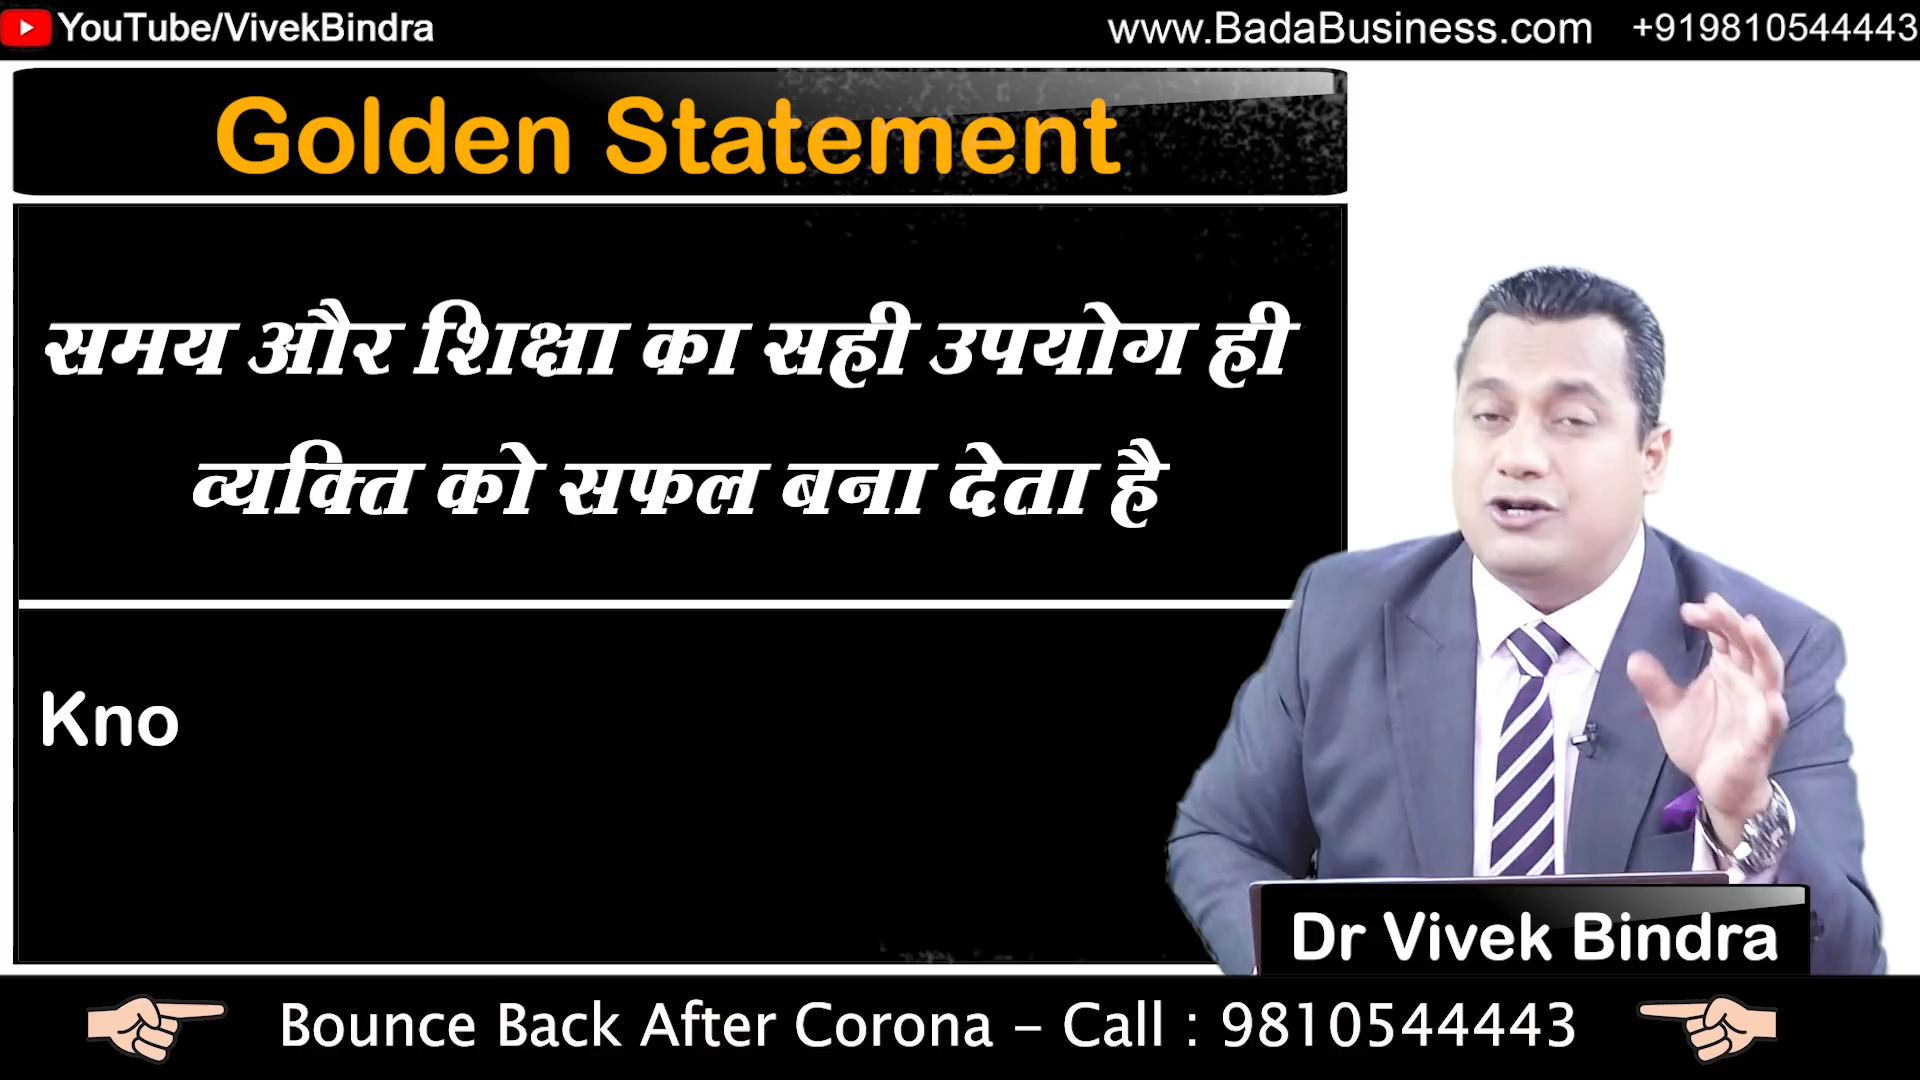 YouTube/VivekBindra
www.BadaBusiness.com +919810544443
Golden Statement
समय और शिक्षा का सही उपयोग ही
व्यक्ति को सफल बना देता है
Kno
Dr Vivek Bindra
Bounce Back After Corona – Call : 9810544443